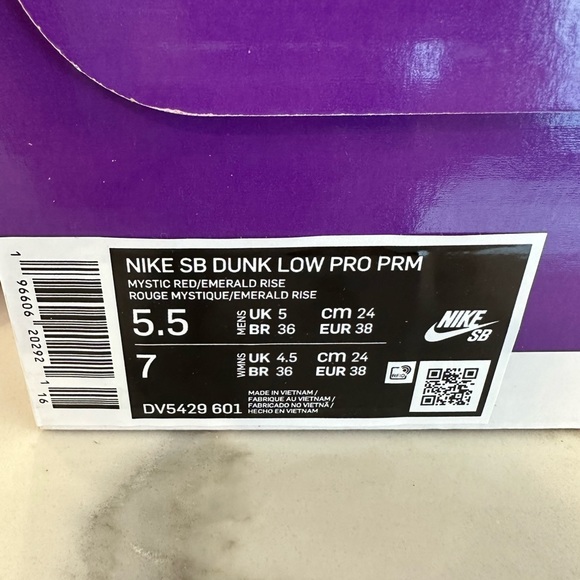 1 96606 20292 16
NIKE SB DUNK LOW PRO PRM
MYSTIC RED/EMERALD RISE
ROUGE MYSTIQUE/EMERALD RISE
5.5 MENS UK 5 cm 24
BR 36 EUR 38
7 WMNS UK 4.5 cm 24
BR 36 EUR 38
NIKE SB
RFID
DV5429 601
MADE IN VIETNAM /
FABRIQUE AU VIETNAM /
FABRICADO NO VIETNÃ /
HECHO EN VIETNAM